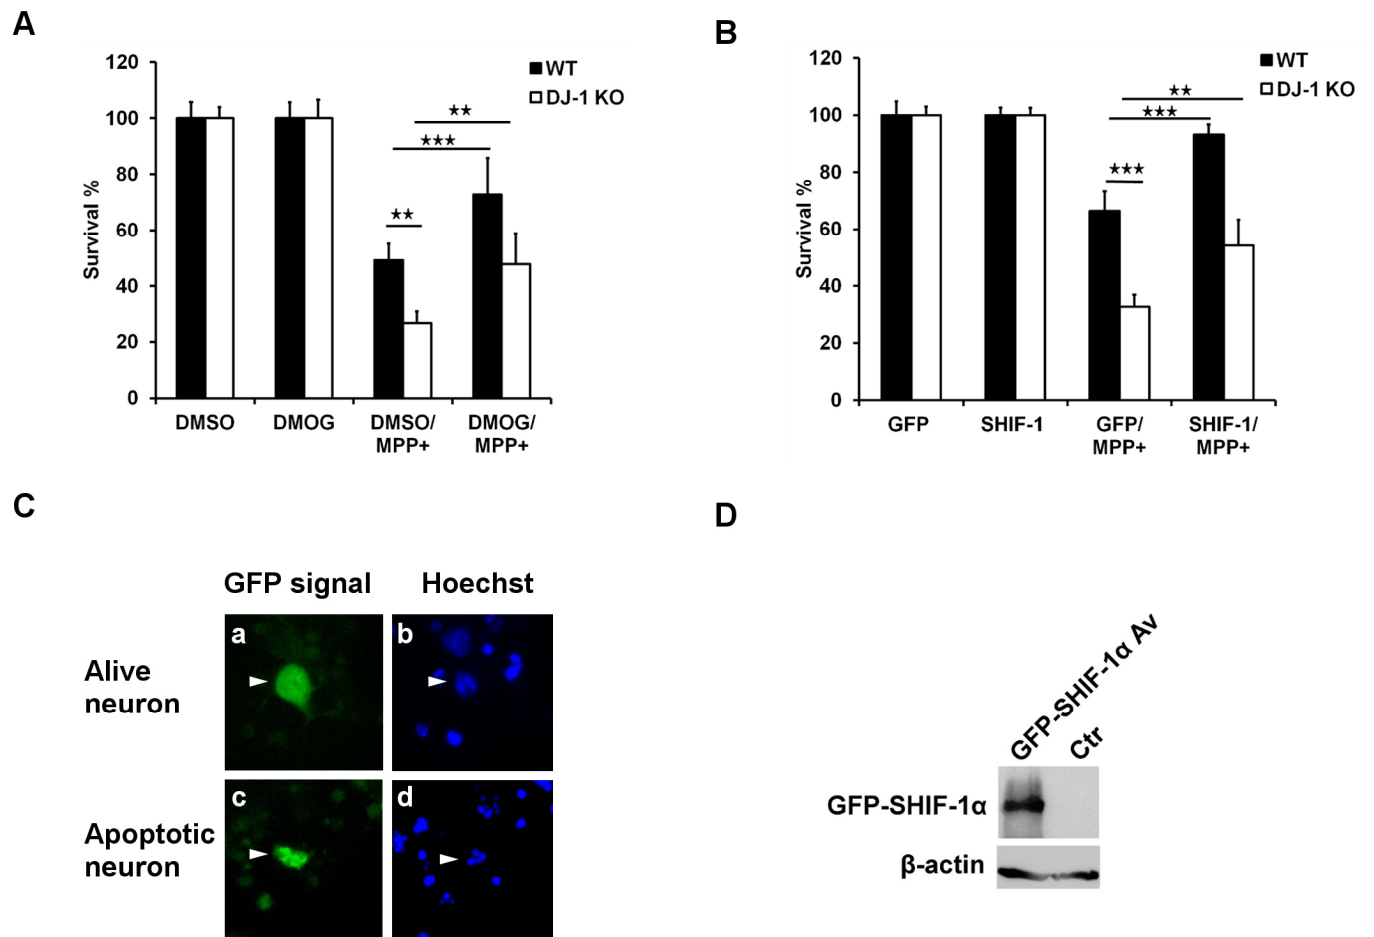 A
120
100
80
60
40
20
0
Survival %
WT
DJ-1 KO
★★
★★★
★★
DMSO
DMOG
DMSO/
MPP+
DMOG/
MPP+
B
120
100
80
60
40
20
0
Survival %
WT
DJ-1 KO
★★
★★★
★★★
GFP
SHIF-1
GFP/
MPP+
SHIF-1/
MPP+
C
GFP signal
Hoechst
Alive
neuron
a
b
Apoptotic
neuron
c
d
D
GFP-SHIF-1α Av
Ctr
GFP-SHIF-1α
β-actin